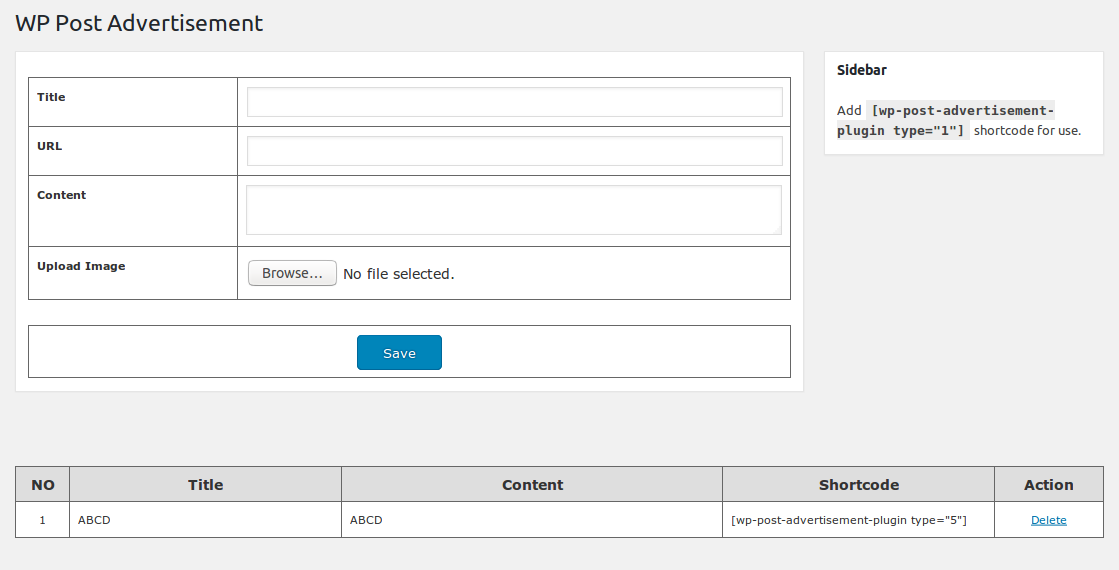 WP Post Advertisement
Title
URL
Content
Upload Image
Browse... No file selected.
Save
Sidebar
Add [wp-post-advertisement-
plugin type="1"] shortcode for use.
NO Title Content Shortcode Action
1 ABCD ABCD [wp-post-advertisement-plugin type="5"] Delete